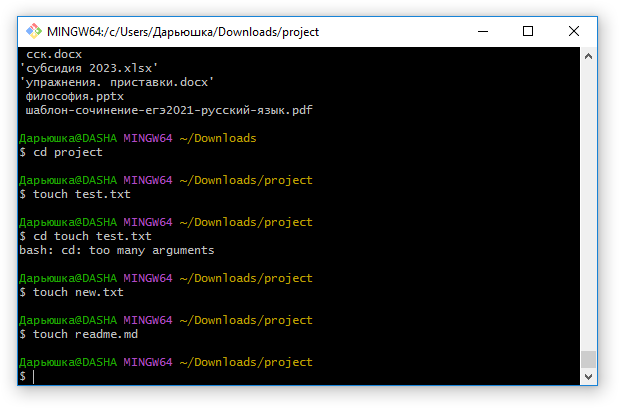 MINGW64:/c/Users/Дарьюшка/Downloads/project
сск.docx
'субсидия 2023.xlsx'
'упражнения. приставки.docx'
философия.pptx
шаблон-сочинение-егэ2021-русский-язык.pdf
Дарьюшка@DASHA MINGW64 ~/Downloads
$ cd project
Дарьюшка@DASHA MINGW64 ~/Downloads/project
$ touch test.txt
Дарьюшка@DASHA MINGW64 ~/Downloads/project
$ cd touch test.txt
bash: cd: too many arguments
Дарьюшка@DASHA MINGW64 ~/Downloads/project
$ touch new.txt
Дарьюшка@DASHA MINGW64 ~/Downloads/project
$ touch readme.md
Дарьюшка@DASHA MINGW64 ~/Downloads/project
$